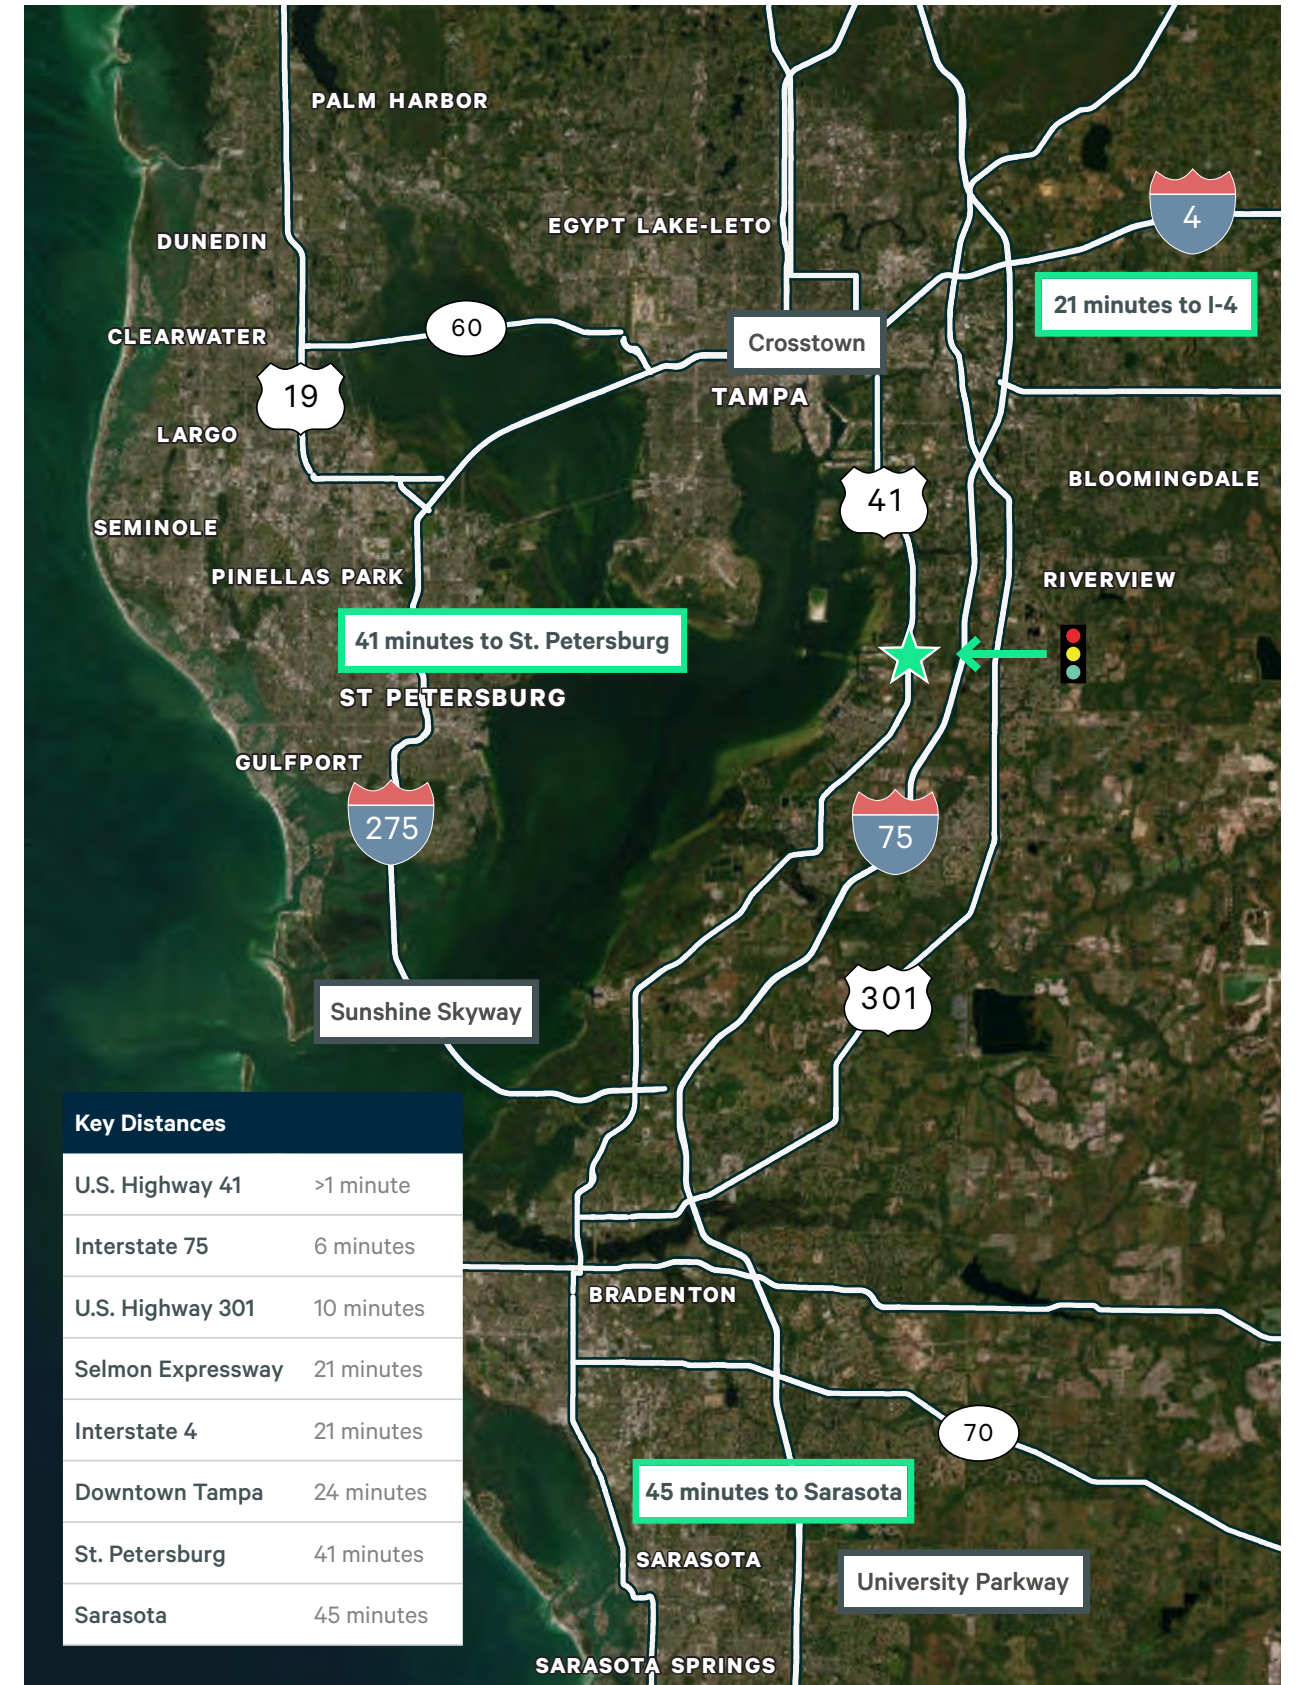 PALM HARBOR
4
EGYPT LAKE-LETO
DUNEDIN
21 minutes to I-4
60
CLEARWATER
Crosstown
19
TAMPA
LARGO
BLOOMINGDALE
41
SEMINOLE
PINELLAS PARK
RIVERVIEW
41 minutes to St. Petersburg
ST PETERSBURG
GULFPORT
275
75
301
Sunshine Skyway
Key Distances
U.S. Highway 41 >1 minute
Interstate 75 6 minutes
U.S. Highway 301 10 minutes
Selmon Expressway 21 minutes
Interstate 4 21 minutes
Downtown Tampa 24 minutes
St. Petersburg 41 minutes
Sarasota 45 minutes
BRADENTON
70
45 minutes to Sarasota
SARASOTA
University Parkway
SARASOTA SPRINGS